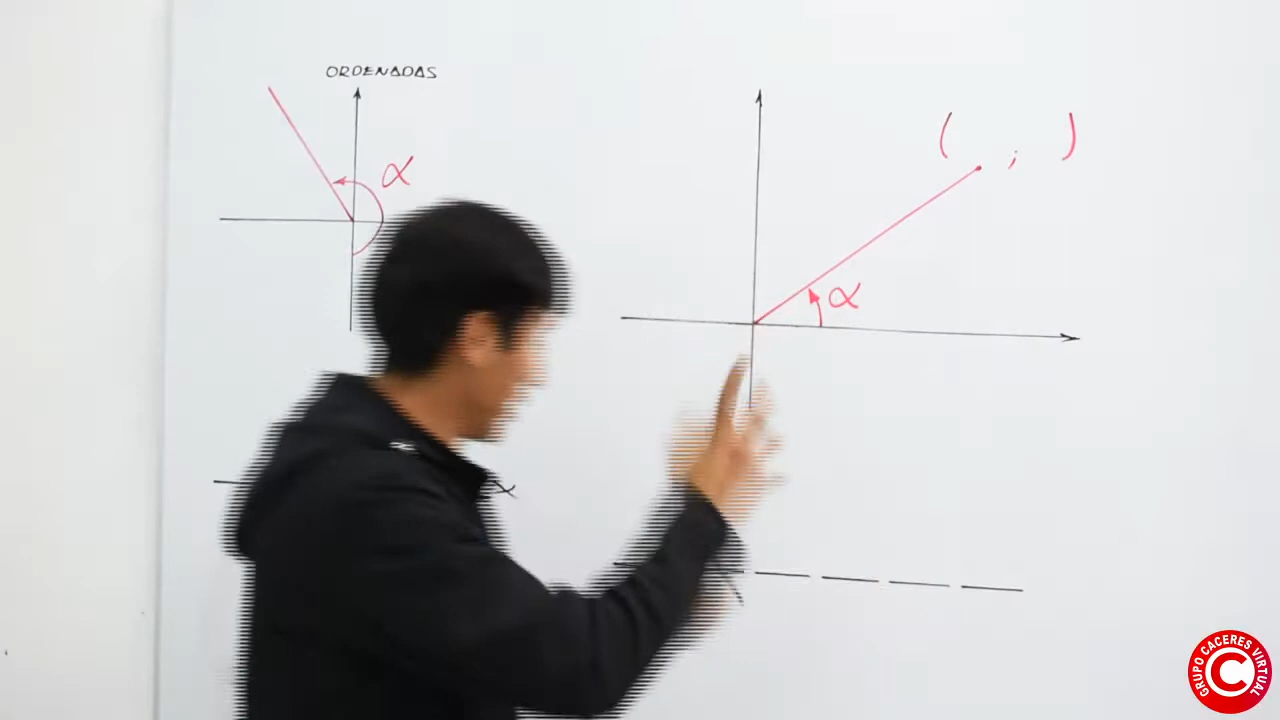 ORDENADAS
α
( ; )
α
x
GRUPO CACERES VIRTUAL
C